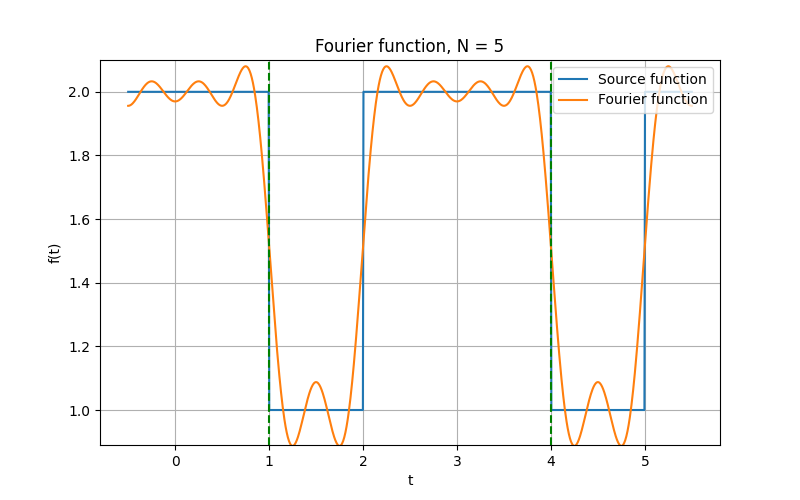 Fourier function, N = 5
Source function
Fourier function
2.0
1.8
1.6
1.4
1.2
1.0
f(t)
0 1 2 3 4 5
t